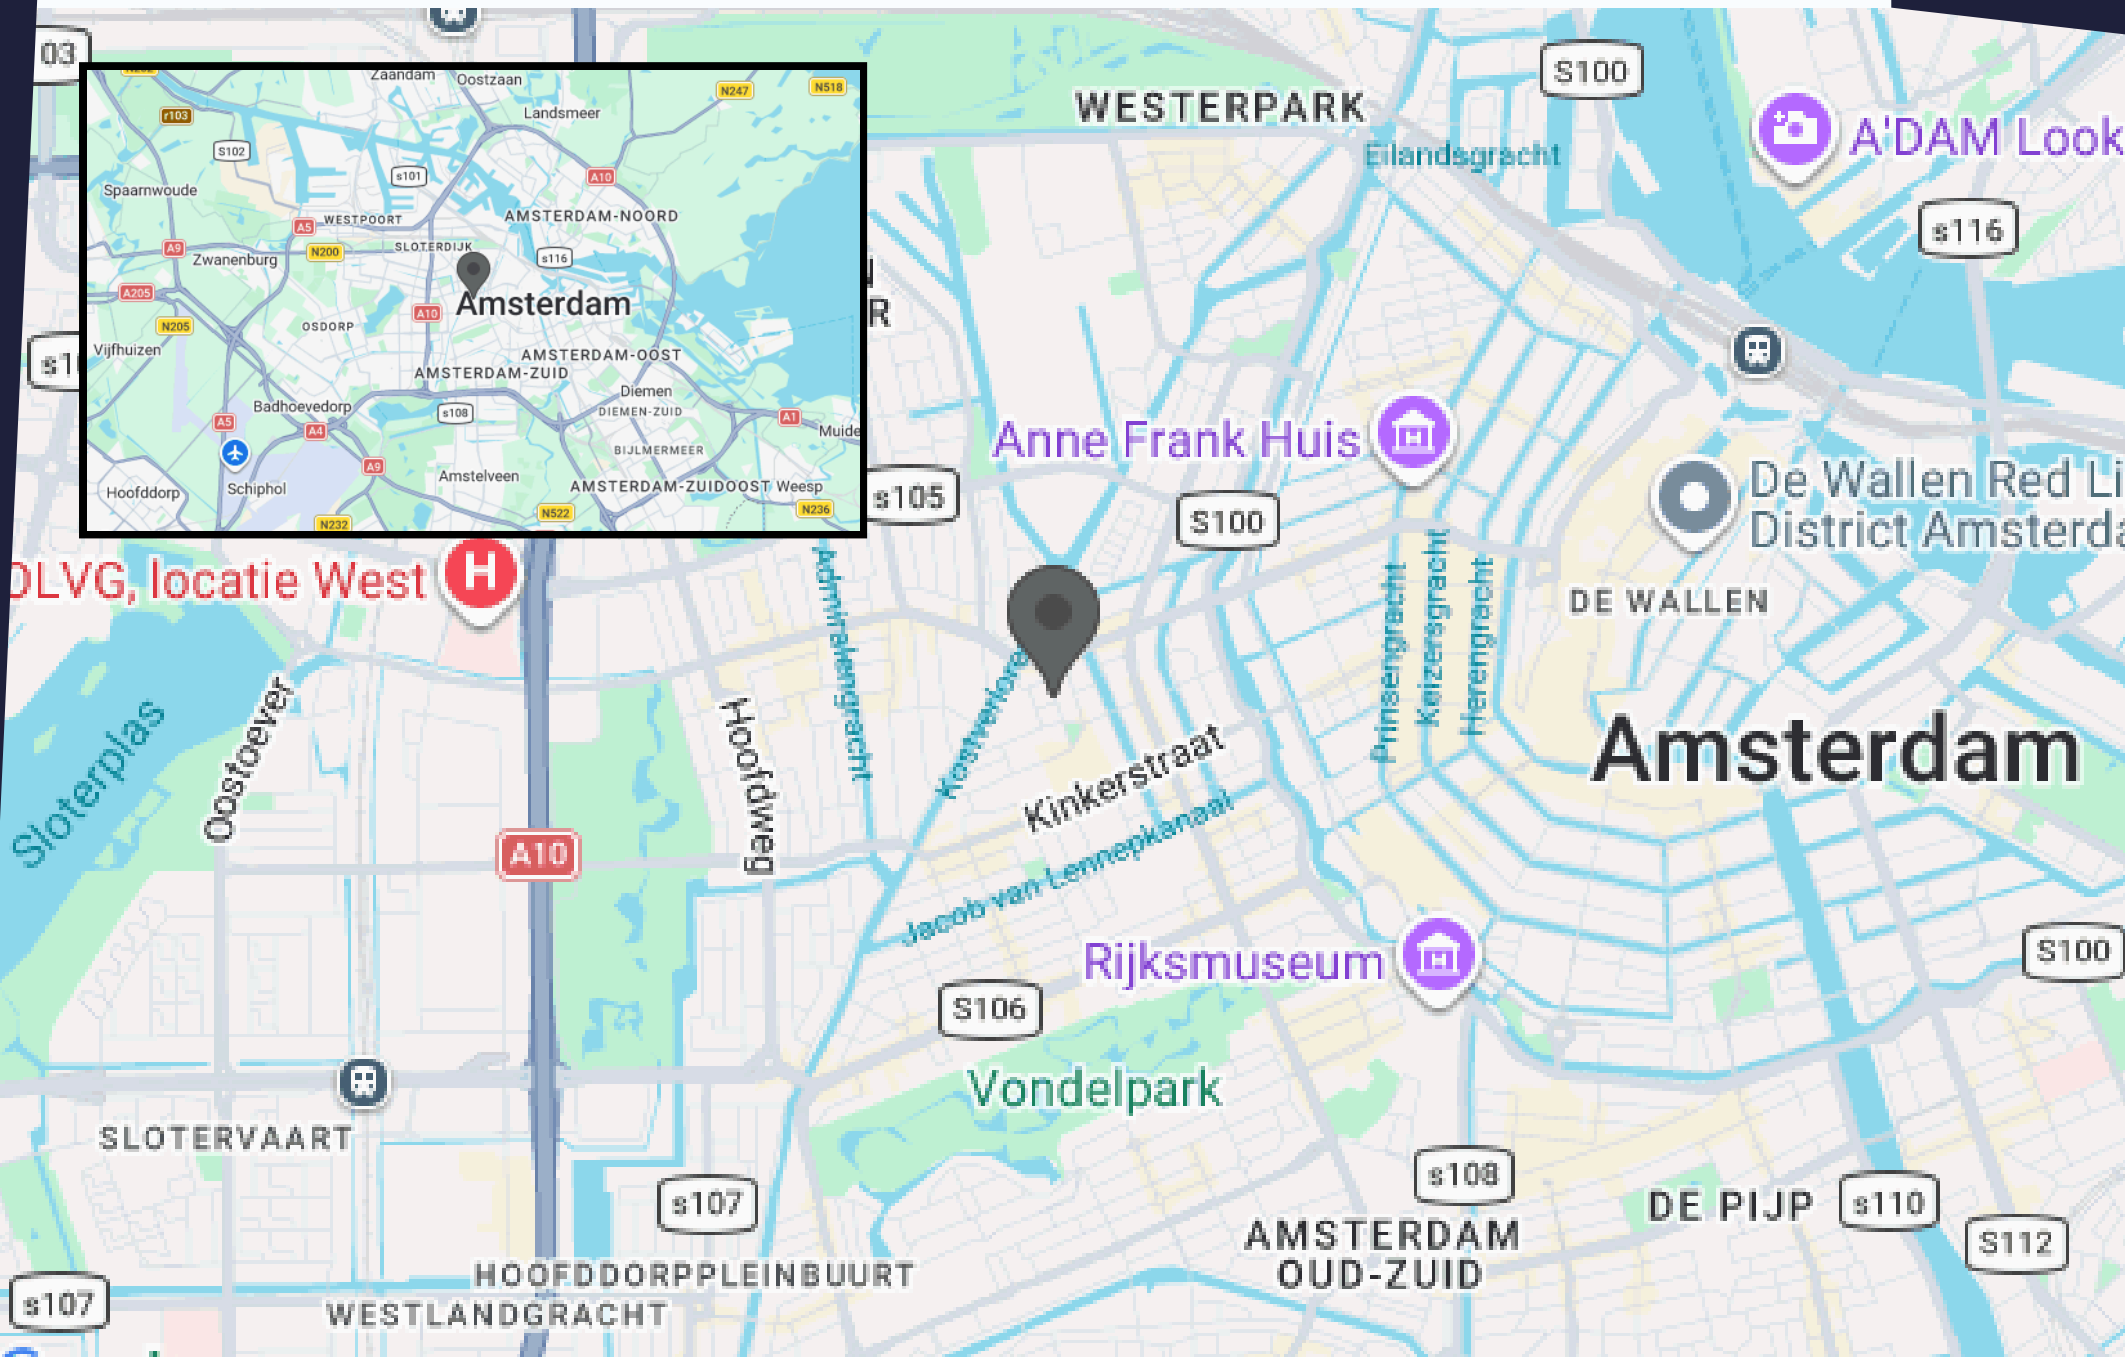 03
WESTERPARK
S100
A'DAM Look
Eilandsgracht
s116
Zaandam
Oostzaan
N247
N518
Landsmeer
r103
S102
s101
A10
Spaarnwoude
WESTPOORT
AMSTERDAM-NOORD
A5
SLOTERDIJK
A9
N200
Zwanenburg
s116
A205
Amsterdam
A10
N205
OSDORP
Vijfhuizen
AMSTERDAM-OOST
AMSTERDAM-ZUID
Diemen
Badhoevedorp
s108
DIEMEN-ZUID
A5
A4
A1
Muide
BIJLMERMEER
A9
Amstelveen
Hoofddorp
Schiphol
AMSTERDAM-ZUIDOOST
Weesp
N232
N522
N236
R
Anne Frank Huis
s105
S100
De Wallen Red Li
District Amsterda
OLVG, locatie West
H
DE WALLEN
Admiralengracht
Kostverlore
Prinsengracht
Keizersgracht
Herengracht
Sloterplas
Oostoever
Hoofdweg
Kinkerstraat
Amsterdam
A10
Jacob van Lennepkanaal
Rijksmuseum
S100
S106
Vondelpark
SLOTERVAART
s107
s108
DE PIJP
s110
AMSTERDAM
OUD-ZUID
S112
HOOFDDORPPLEINBUURT
s107
WESTLANDGRACHT